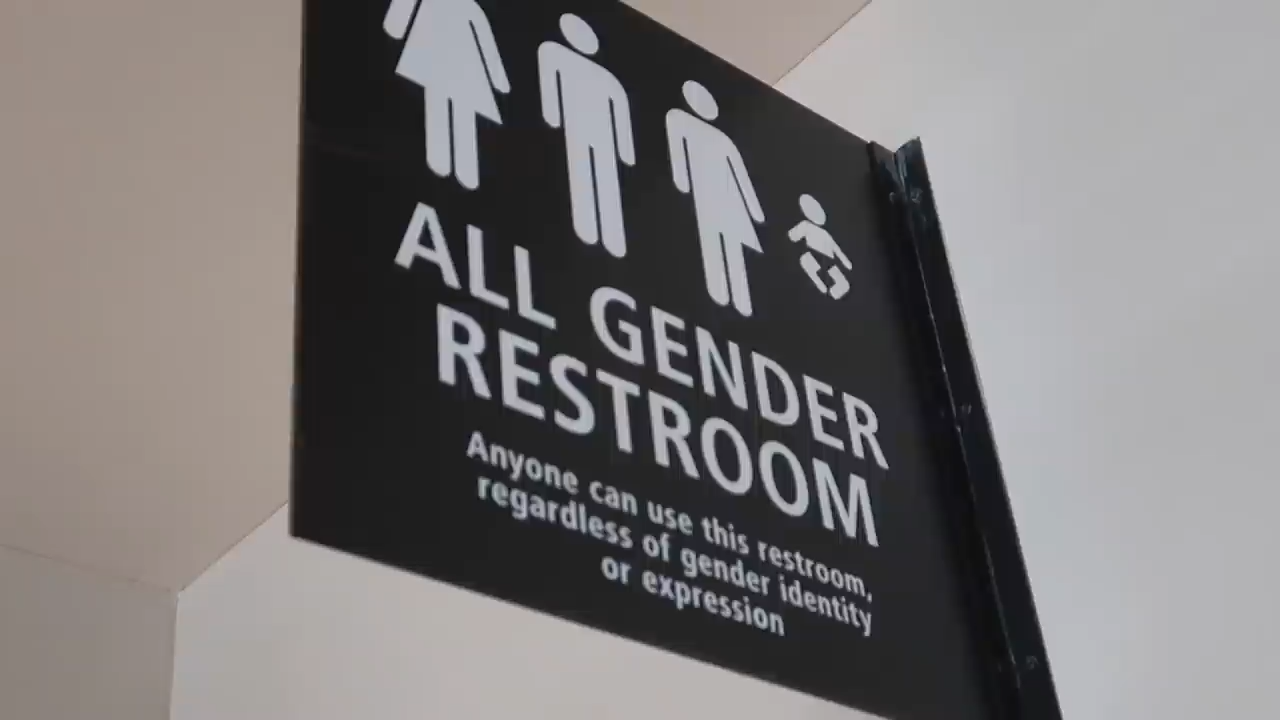 ALL GENDER
RESTROOM
Anyone can use this restroom,
regardless of gender identity
or expression